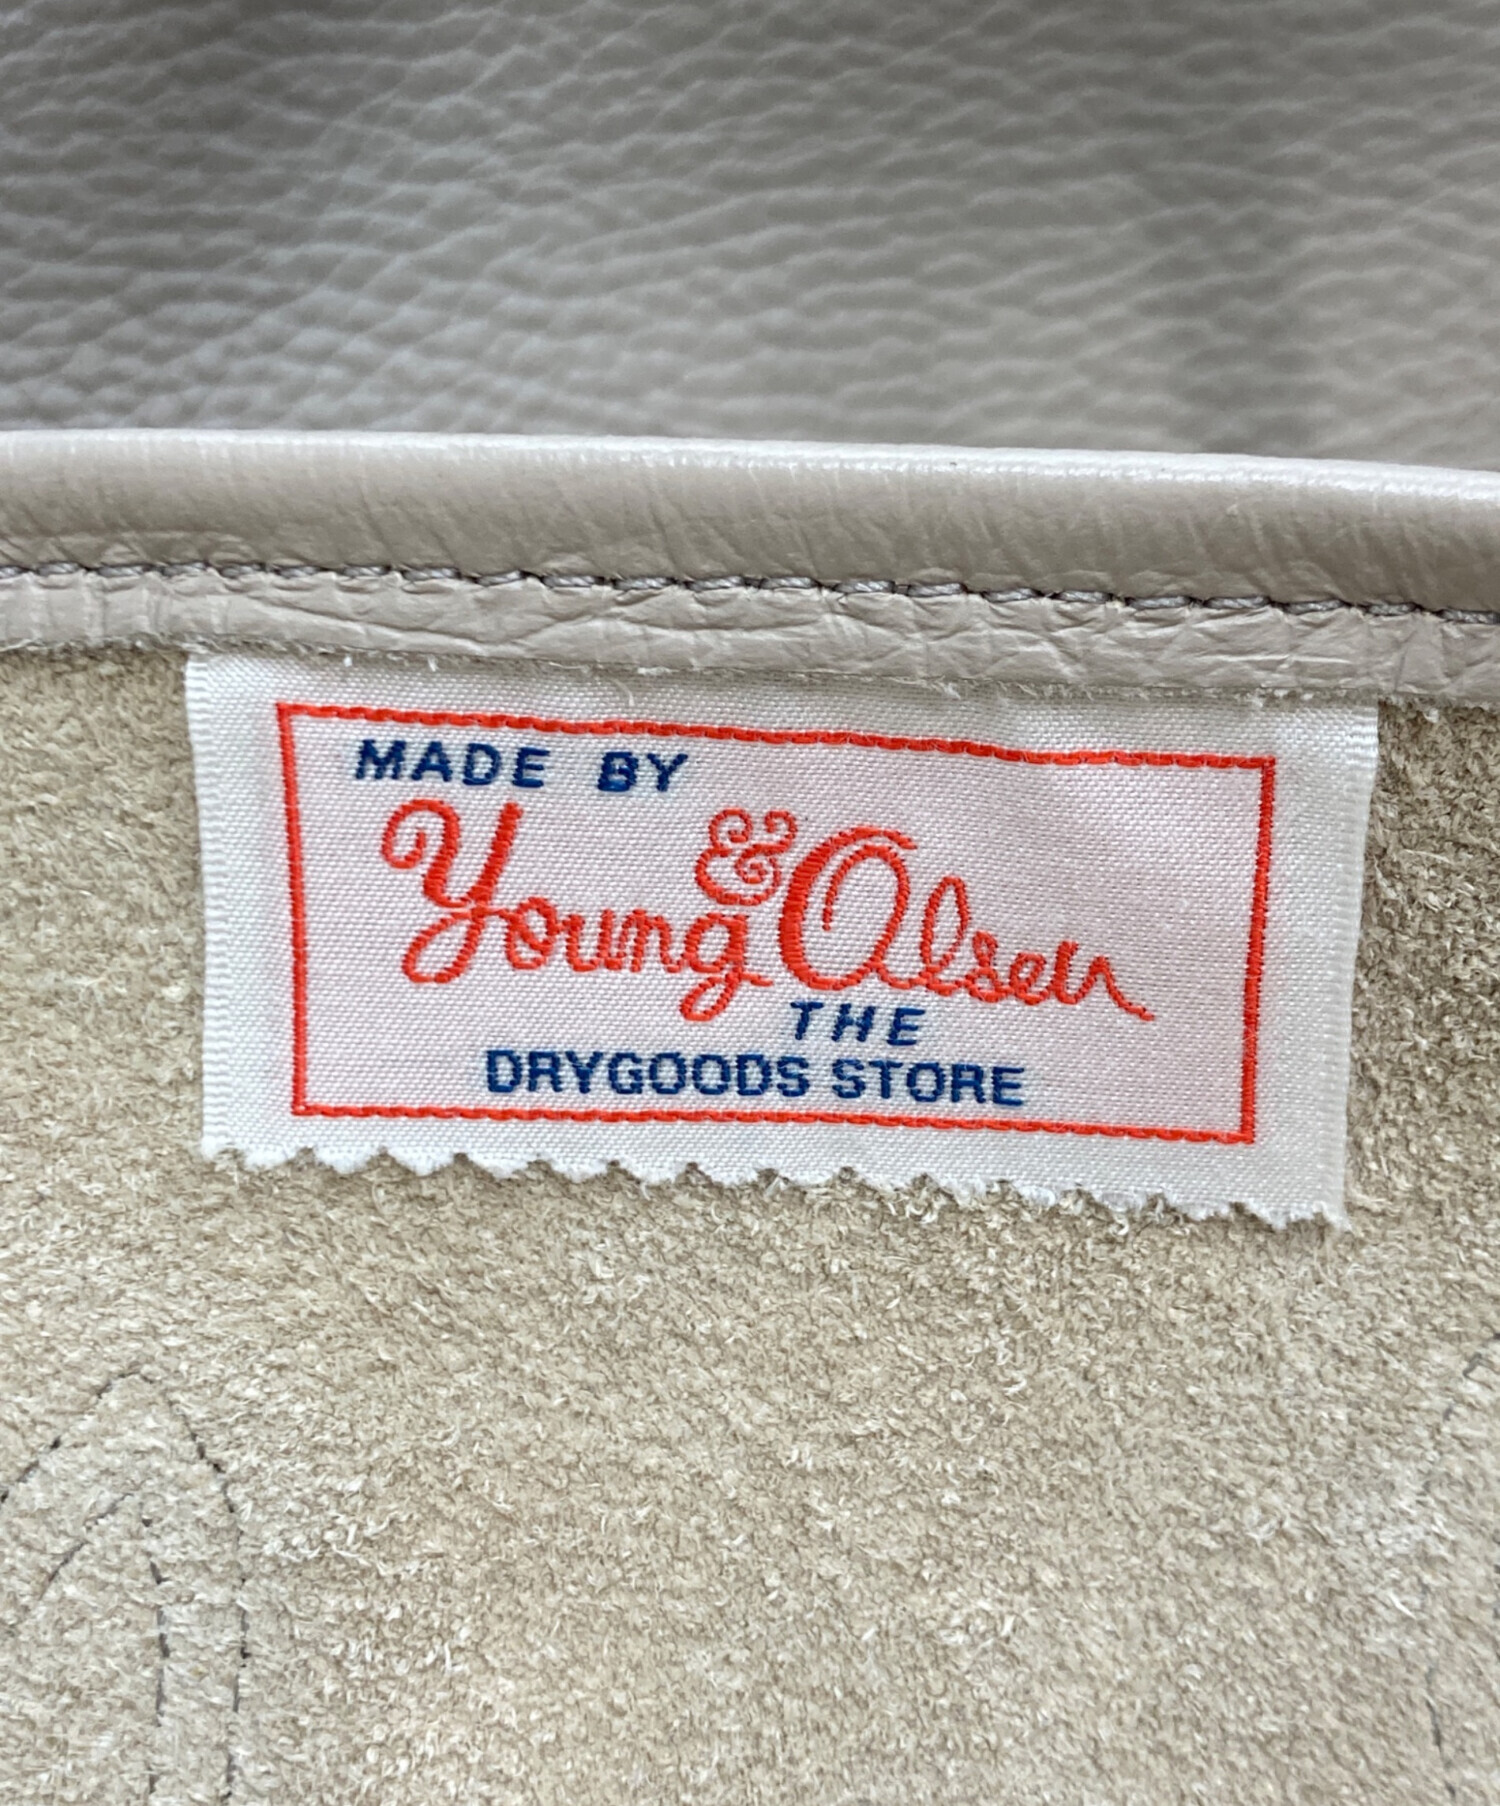 MADE BY
Young & Olsen
THE
DRYGOODS STORE